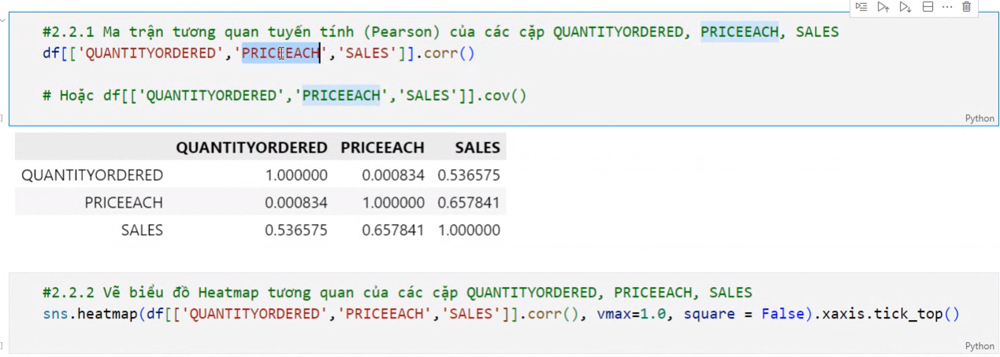 #2.2.1 Ma trận tương quan tuyến tính (Pearson) của các cặp QUANTITYORDERED, PRICEEACH, SALES
df[['QUANTITYORDERED','PRICEEACH','SALES']].corr()
# Hoặc df[['QUANTITYORDERED','PRICEEACH','SALES']].cov()
Python
QUANTITYORDERED PRICEEACH SALES
QUANTITYORDERED 1.000000 0.000834 0.536575
PRICEEACH 0.000834 1.000000 0.657841
SALES 0.536575 0.657841 1.000000
#2.2.2 Vẽ biểu đồ Heatmap tương quan của các cặp QUANTITYORDERED, PRICEEACH, SALES
sns.heatmap(df[['QUANTITYORDERED','PRICEEACH','SALES']].corr(), vmax=1.0, square = False).xaxis.tick_top()
Python